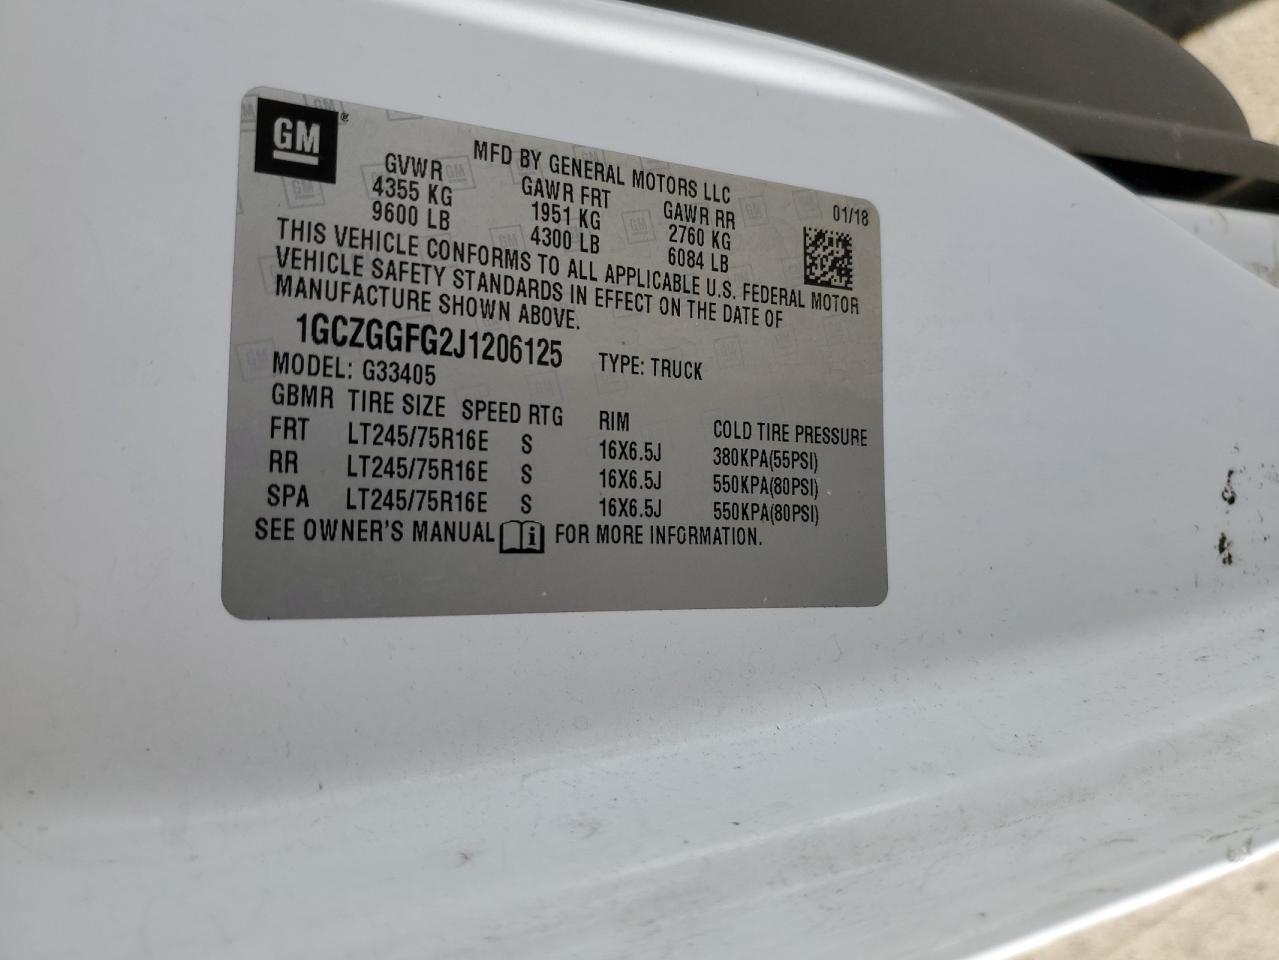 GM
MFD BY GENERAL MOTORS LLC
GVWR GAWR FRT GAWR RR 01/18
4355 KG 1951 KG 2760 KG
9600 LB 4300 LB 6084 LB
THIS VEHICLE CONFORMS TO ALL APPLICABLE U.S. FEDERAL MOTOR
VEHICLE SAFETY STANDARDS IN EFFECT ON THE DATE OF
MANUFACTURE SHOWN ABOVE.
1GCZGGFG2J1206125 TYPE: TRUCK
MODEL: G33405
GBMR TIRE SIZE SPEED RTG RIM COLD TIRE PRESSURE
FRT LT245/75R16E S 16X6.5J 380KPA(55PSI)
RR LT245/75R16E S 16X6.5J 550KPA(80PSI)
SPA LT245/75R16E S 16X6.5J 550KPA(80PSI)
SEE OWNER'S MANUAL i FOR MORE INFORMATION.